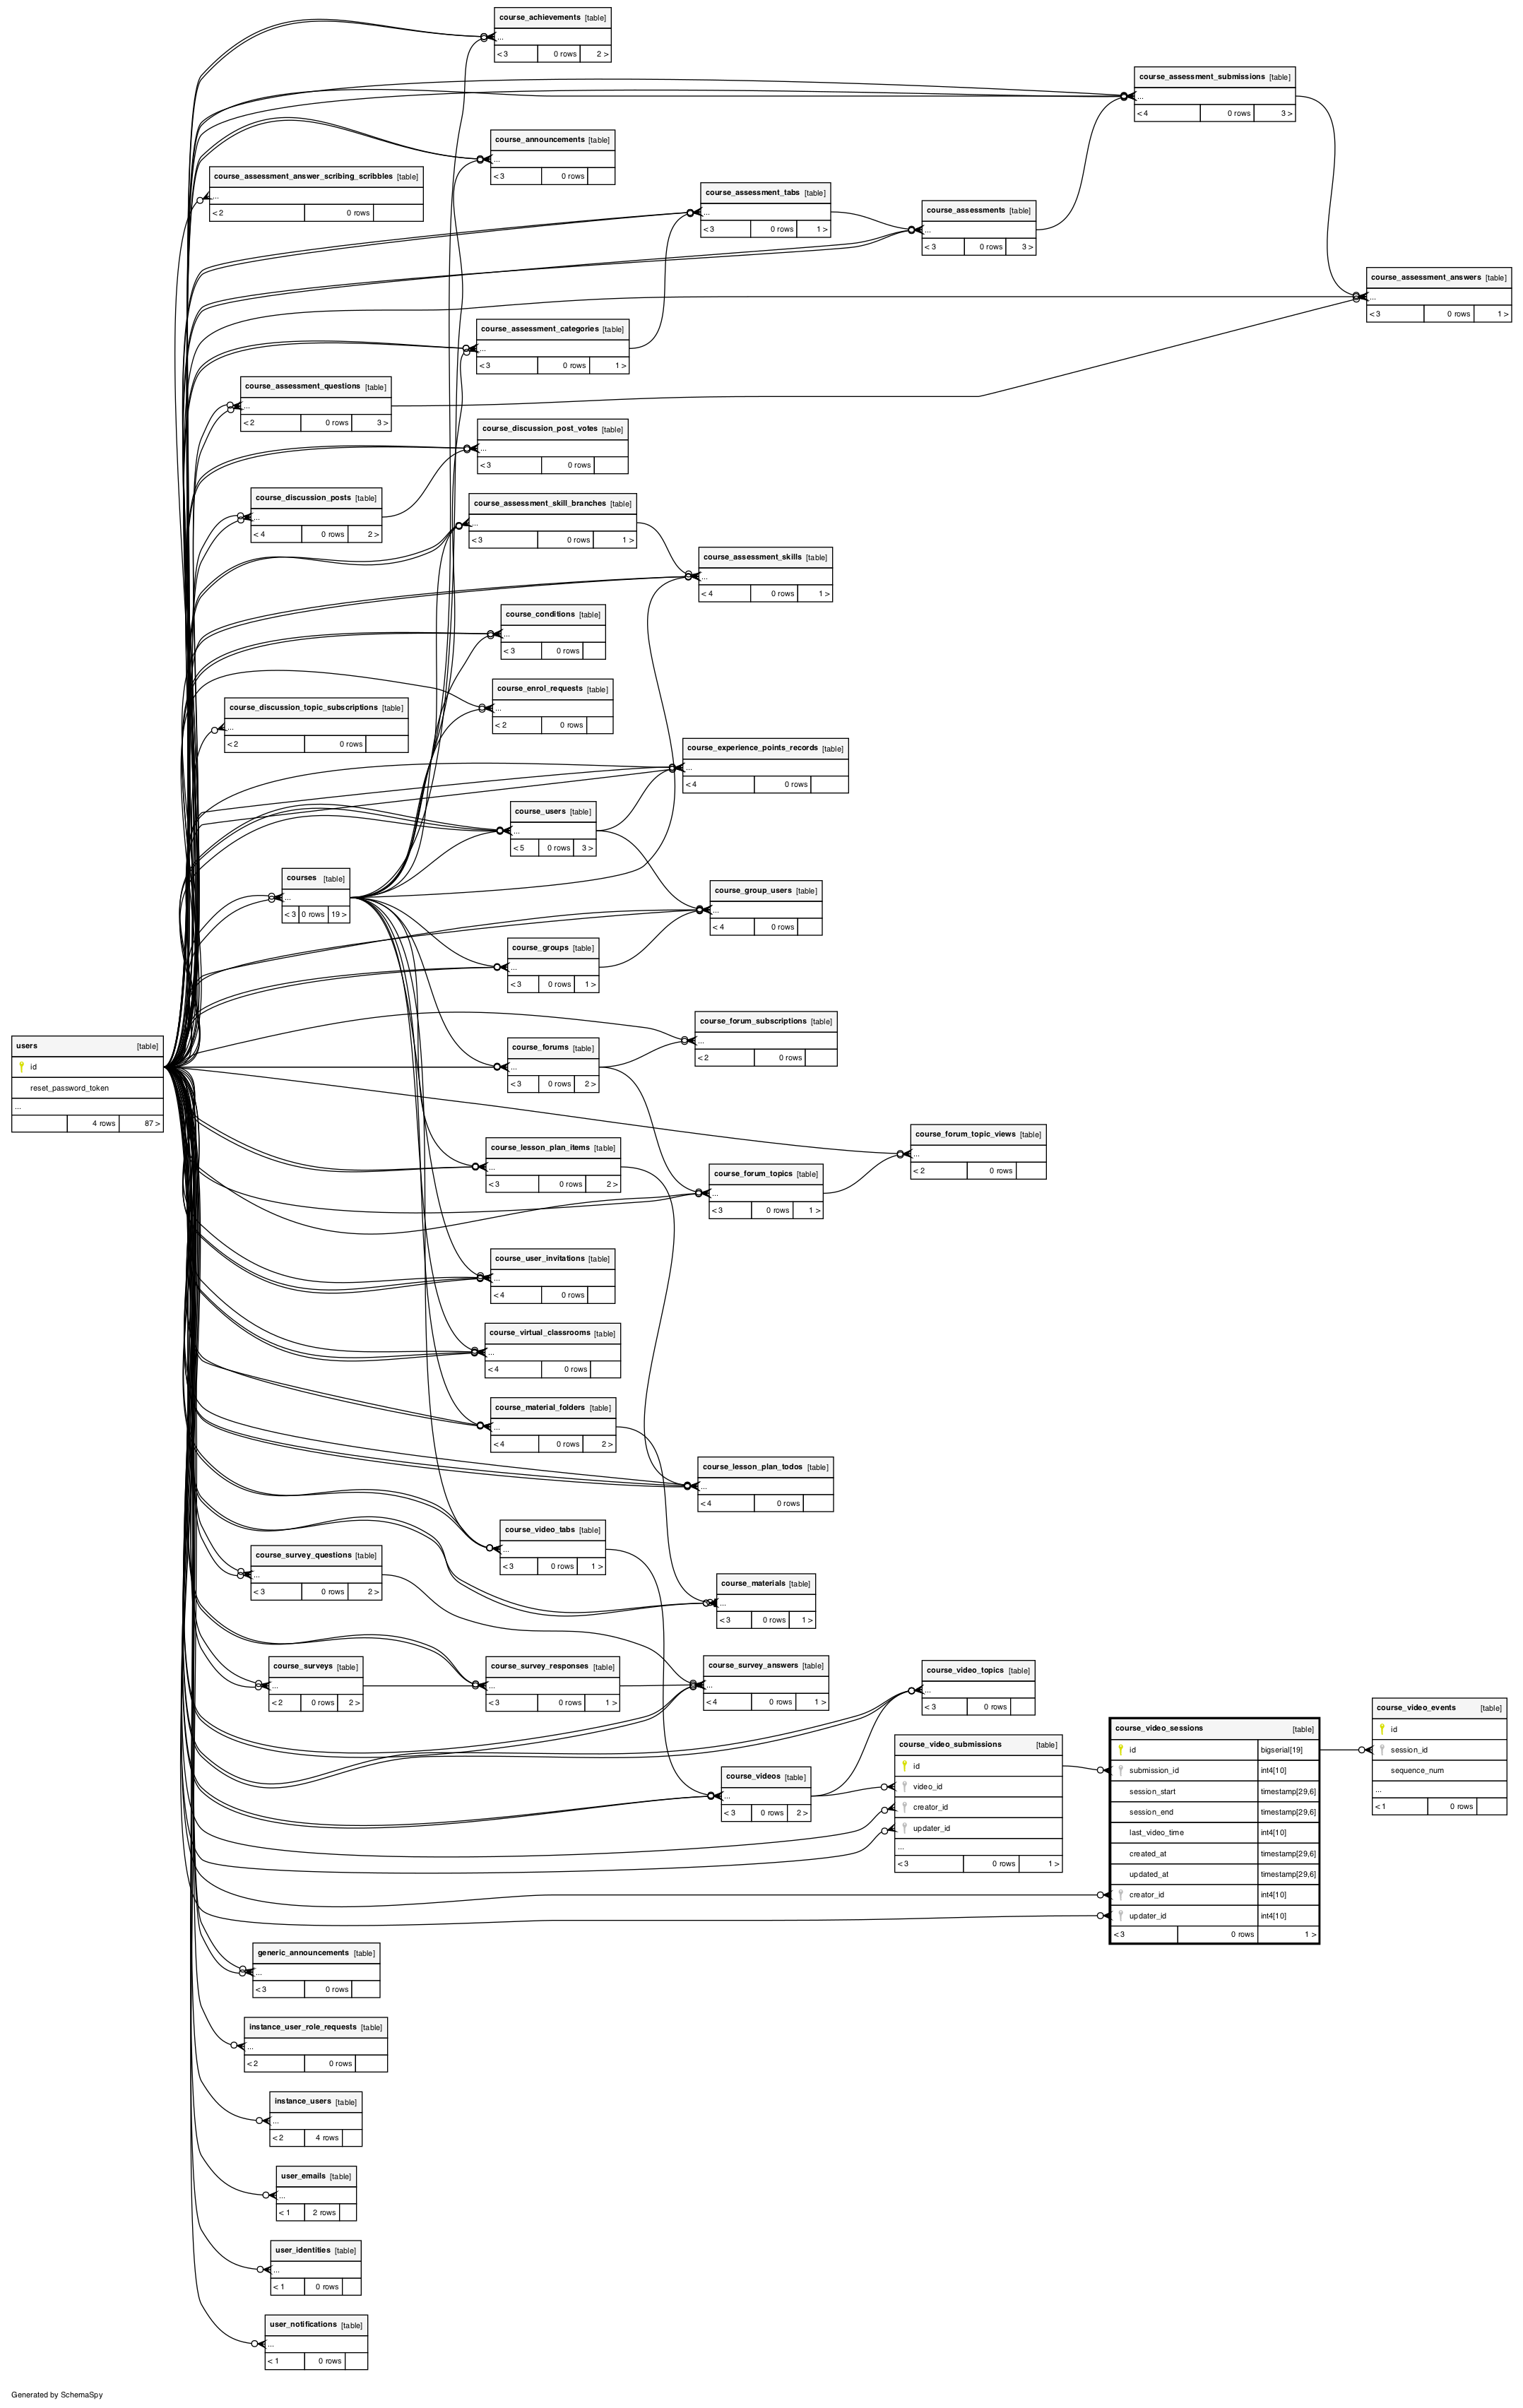 course_achievements [table]
...
< 3 0 rows 2 >
course_assessment_submissions [table]
...
< 4 0 rows 3 >
course_announcements [table]
...
< 3 0 rows
course_assessment_answer_scribing_scribbles [table]
...
< 2 0 rows
course_assessment_tabs [table]
...
< 3 0 rows 1 >
course_assessments [table]
...
< 3 0 rows 3 >
course_assessment_answers [table]
...
< 3 0 rows 1 >
course_assessment_categories [table]
...
< 3 0 rows 1 >
course_assessment_questions [table]
...
< 2 0 rows 3 >
course_discussion_post_votes [table]
...
< 3 0 rows
course_discussion_posts [table]
...
< 4 0 rows 2 >
course_assessment_skill_branches [table]
...
< 3 0 rows 1 >
course_assessment_skills [table]
...
< 4 0 rows 1 >
course_conditions [table]
...
< 3 0 rows
course_enrol_requests [table]
...
< 2 0 rows
course_discussion_topic_subscriptions [table]
...
< 2 0 rows
course_experience_points_records [table]
...
< 4 0 rows
course_users [table]
...
< 5 0 rows 3 >
courses [table]
...
< 3 0 rows 19 >
course_group_users [table]
...
< 4 0 rows
course_groups [table]
...
< 3 0 rows 1 >
course_forum_subscriptions [table]
...
< 2 0 rows
users [table]
id
reset_password_token
...
4 rows 87 >
course_forums [table]
...
< 3 0 rows 2 >
course_forum_topic_views [table]
...
< 2 0 rows
course_lesson_plan_items [table]
...
< 3 0 rows 2 >
course_forum_topics [table]
...
< 3 0 rows 1 >
course_user_invitations [table]
...
< 4 0 rows
course_virtual_classrooms [table]
...
< 4 0 rows
course_material_folders [table]
...
< 4 0 rows 2 >
course_lesson_plan_todos [table]
...
< 4 0 rows
course_video_tabs [table]
...
< 3 0 rows 1 >
course_survey_questions [table]
...
< 3 0 rows 2 >
course_materials [table]
...
< 3 0 rows 1 >
course_surveys [table]
...
< 2 0 rows 2 >
course_survey_responses [table]
...
< 3 0 rows 1 >
course_survey_answers [table]
...
< 4 0 rows 1 >
course_video_topics [table]
...
< 3 0 rows
course_videos [table]
...
< 3 0 rows 2 >
course_video_submissions [table]
id
video_id
creator_id
updater_id
...
< 3 0 rows 1 >
course_video_sessions [table]
id bigserial[19]
submission_id int4[10]
session_start timestamp[29,6]
session_end timestamp[29,6]
last_video_time int4[10]
created_at timestamp[29,6]
updated_at timestamp[29,6]
creator_id int4[10]
updater_id int4[10]
< 3 0 rows 1 >
course_video_events [table]
id
session_id
sequence_num
...
< 1 0 rows
generic_announcements [table]
...
< 3 0 rows
instance_user_role_requests [table]
...
< 2 0 rows
instance_users [table]
...
< 2 4 rows
user_emails [table]
...
< 1 2 rows
user_identities [table]
...
< 1 0 rows
user_notifications [table]
...
< 1 0 rows
Generated by SchemaSpy